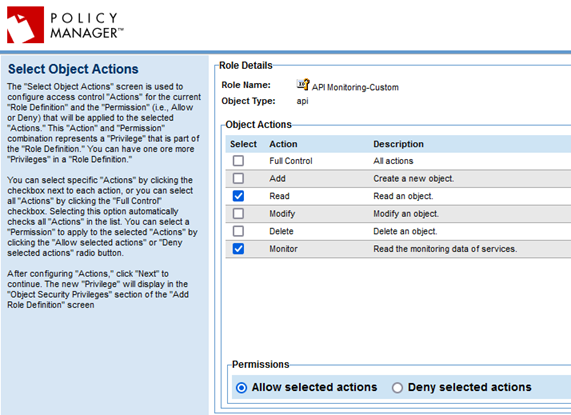 POLICY
MANAGER™
Select Object Actions
The "Select Object Actions" screen is used to
configure access control "Actions" for the current
"Role Definition" and the "Permission" (i.e., Allow
or Deny) that will be applied to the selected
"Actions." This "Action" and "Permission"
combination represents a "Privilege" that is part of
the "Role Definition." You can have one ore more
"Privileges" in a "Role Definition."
You can select specific "Actions" by clicking the
checkbox next to each action, or you can select
all "Actions" by clicking the "Full Control"
checkbox. Selecting this option automatically
checks all "Actions" in the list. You can select a
"Permission" to apply to the selected "Actions" by
clicking the "Allow selected actions" or "Deny
selected actions" radio button.
After configuring "Actions," click "Next" to
continue. The new "Privilege" will display in the
"Object Security Privileges" section of the "Add
Role Definition" screen
Role Details
Role Name: API Monitoring-Custom
Object Type: api
Object Actions
Select Action Description
Full Control All actions
Add Create a new object.
Read Read an object.
Modify Modify an object.
Delete Delete an object.
Monitor Read the monitoring data of services.
Permissions
Allow selected actions Deny selected actions